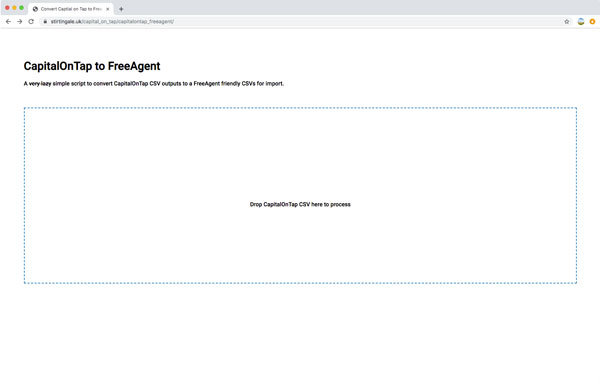 Convert Capital on Tap to Free
stirtingale.uk/capital_on_tap/capitalontap_freeagent/
CapitalOnTap to FreeAgent
A very lazy simple script to convert CapitalOnTap CSV outputs to a FreeAgent friendly CSVs for import.
Drop CapitalOnTap CSV here to process